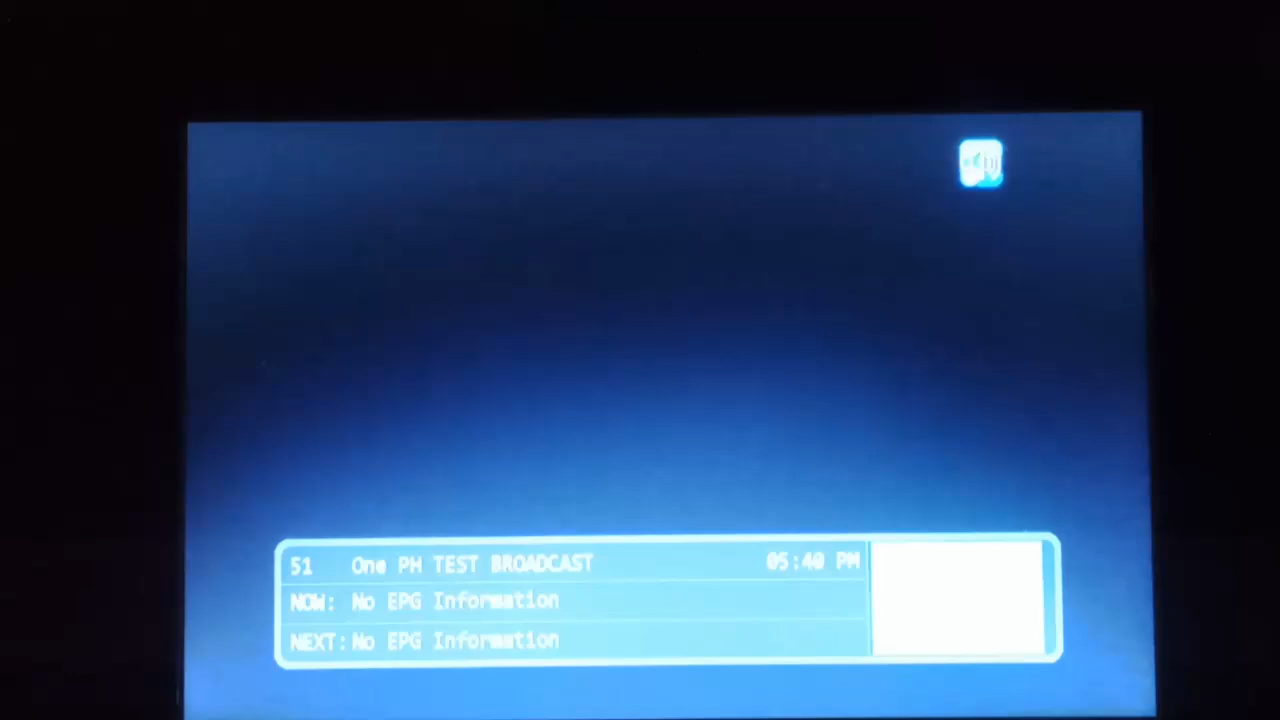 51 One PH TEST BROADCAST 05:40 PM
NOW: No EPG Information
NEXT: No EPG Information